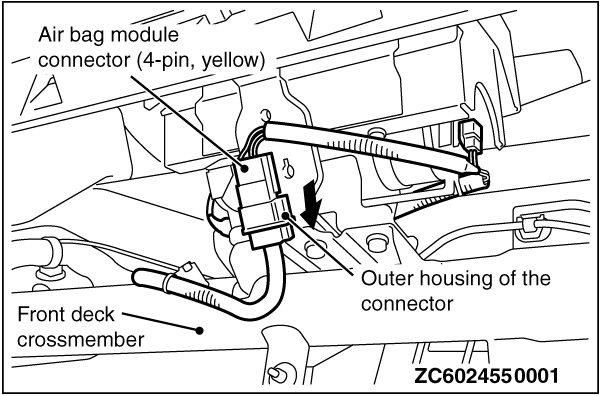 Air bag module
connector (4-pin, yellow)
Outer housing of the
connector
Front deck
crossmember
ZC6024550001